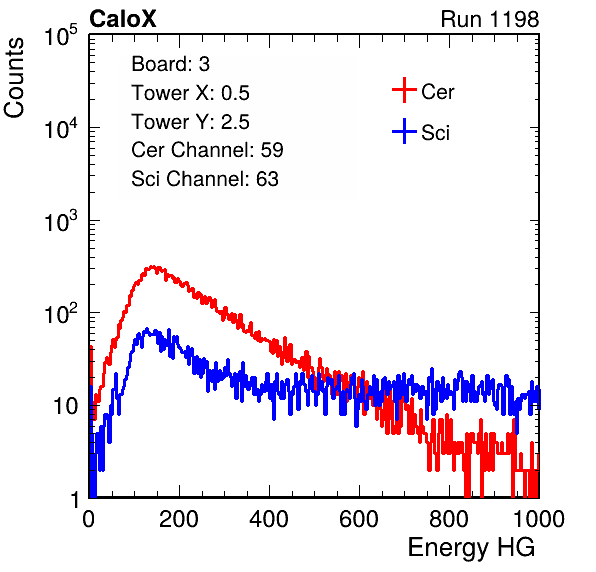 CaloX Run 1198
Counts
Board: 3
Tower X: 0.5
Tower Y: 2.5
Cer Channel: 59
Sci Channel: 63
Cer
Sci
10^5
10^4
10^3
10^2
10
1
0 200 400 600 800 1000
Energy HG